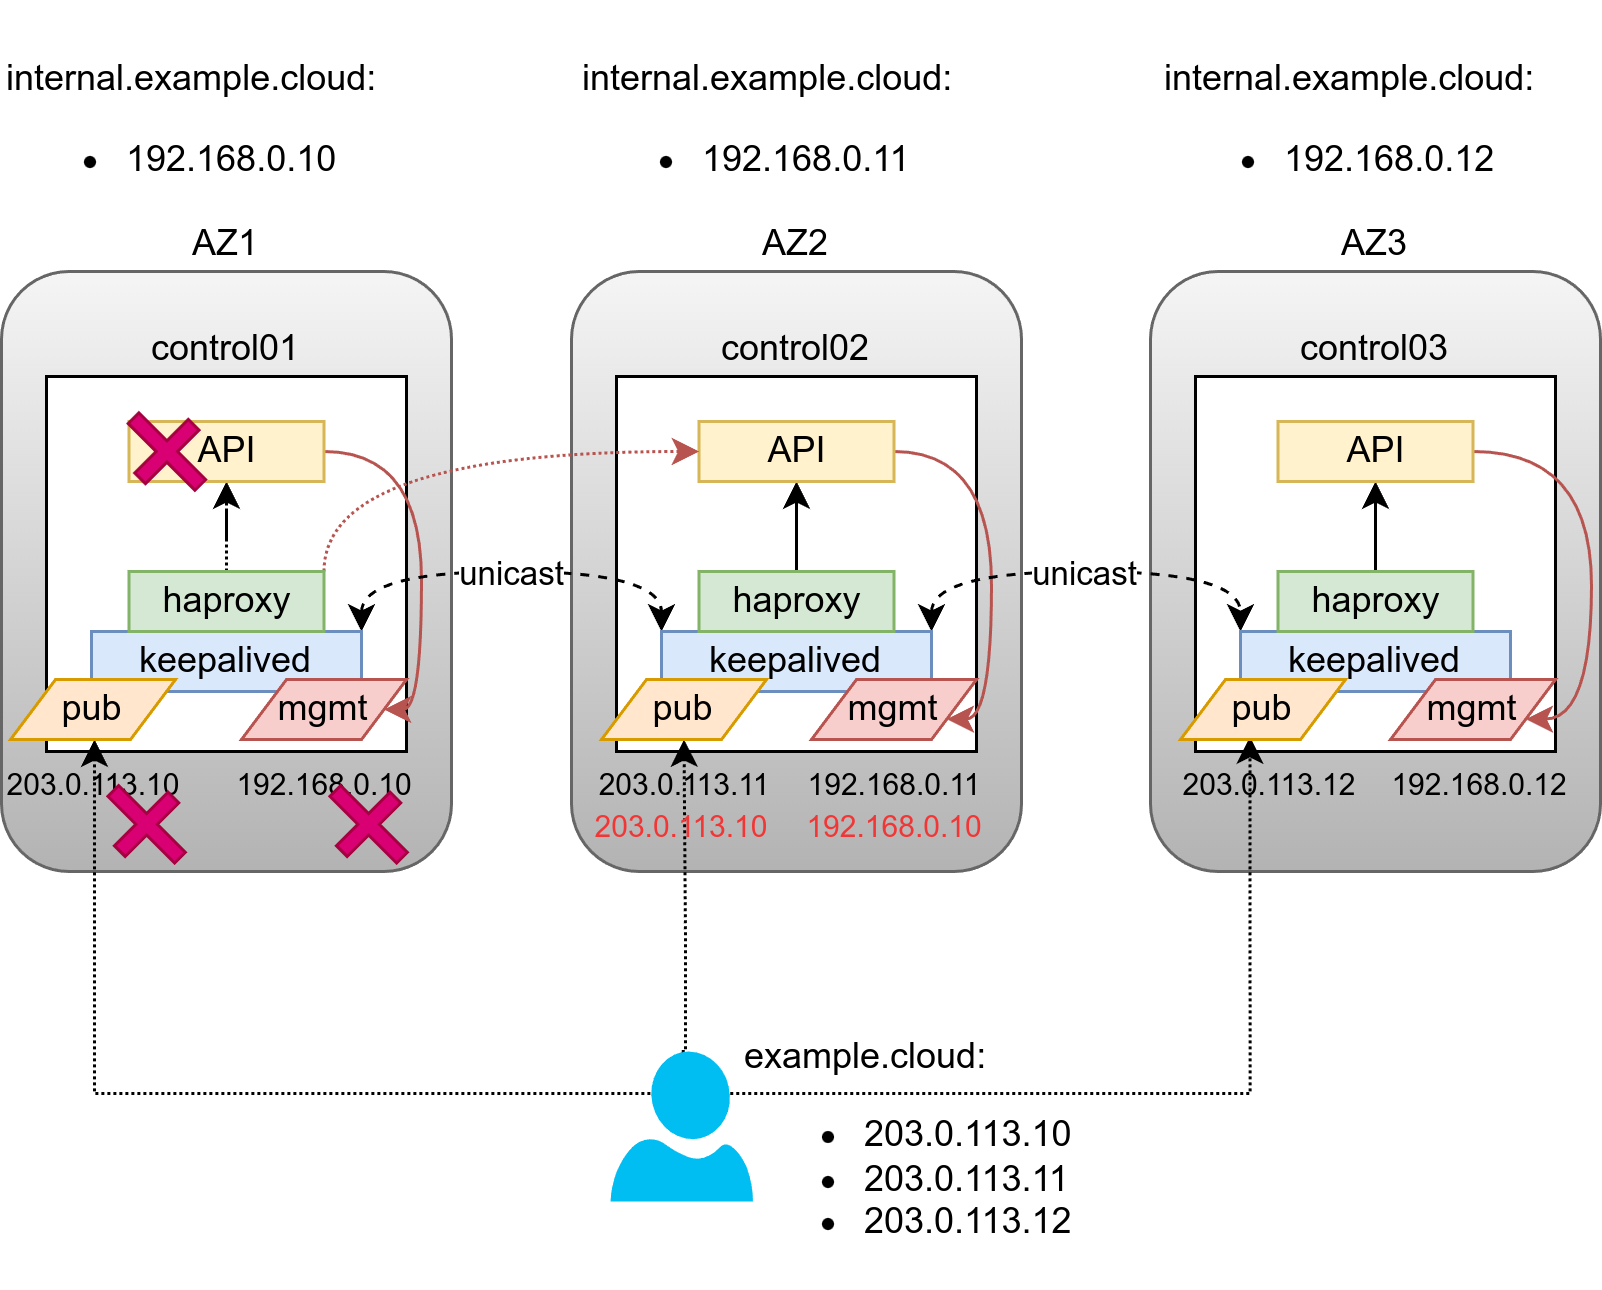 internal.example.cloud:
• 192.168.0.10
internal.example.cloud:
• 192.168.0.11
internal.example.cloud:
• 192.168.0.12
AZ1
AZ2
AZ3
control01
API
haproxy
keepalived
pub
mgmt
203.0.113.10
192.168.0.10
unicast
control02
API
haproxy
keepalived
pub
mgmt
203.0.113.11
192.168.0.11
203.0.113.10
192.168.0.10
unicast
control03
API
haproxy
keepalived
pub
mgmt
203.0.113.12
192.168.0.12
example.cloud:
• 203.0.113.10
• 203.0.113.11
• 203.0.113.12